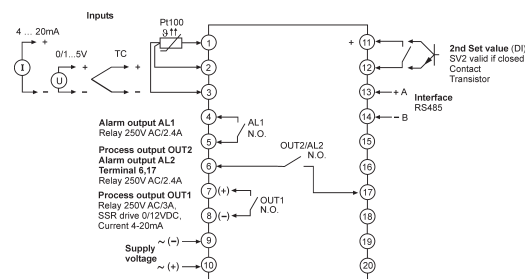 Inputs
4 ... 20mA
0/1...5V
TC
Pt100
ϑ ↑↑
+
+
+
I
U
−
−
−
1
2
3
4
5
6
7
8
9
10
AL1
N.O.
Alarm output AL1
Relay 250V AC/2.4A
Process output OUT2
Alarm output AL2
Terminal 6,17
Relay 250V AC/2.4A
OUT2/AL2
N.O.
Process output OUT1
Relay 250V AC/3A,
SSR drive 0/12VDC,
Current 4-20mA
(+)
(−)
OUT1
N.O.
Supply
voltage
~ (−)
~ (+)
+
11
12
13
14
15
16
17
18
19
20
2nd Set value (DI)
SV2 valid if closed
Contact
Transistor
+ A
Interface
RS485
− B